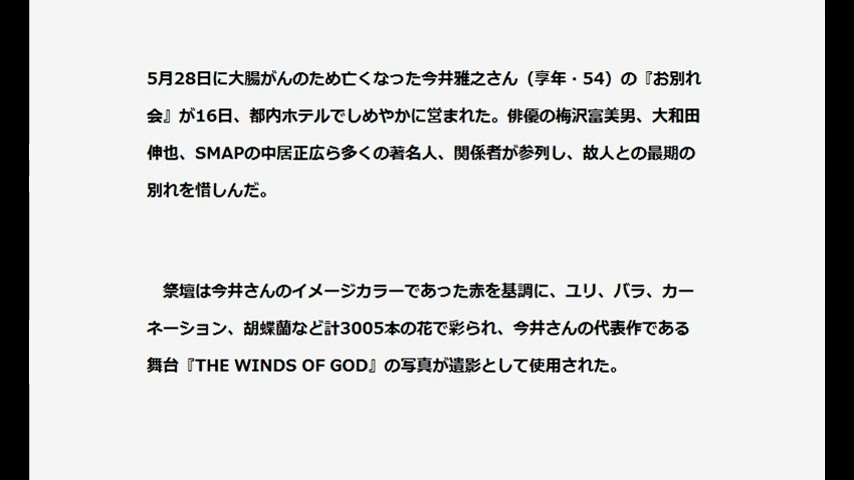 5月28日に大腸がんのため亡くなった今井雅之さん（享年・54）の『お別れ
会』が16日、都内ホテルでしめやかに営まれた。俳優の梅沢富美男、大和田
伸也、SMAPの中居正広ら多くの著名人、関係者が参列し、故人との最期の
別れを惜しんだ。
祭壇は今井さんのイメージカラーであった赤を基調に、ユリ、バラ、カー
ネーション、胡蝶蘭など計3005本の花で彩られ、今井さんの代表作である
舞台『THE WINDS OF GOD』の写真が遺影として使用された。